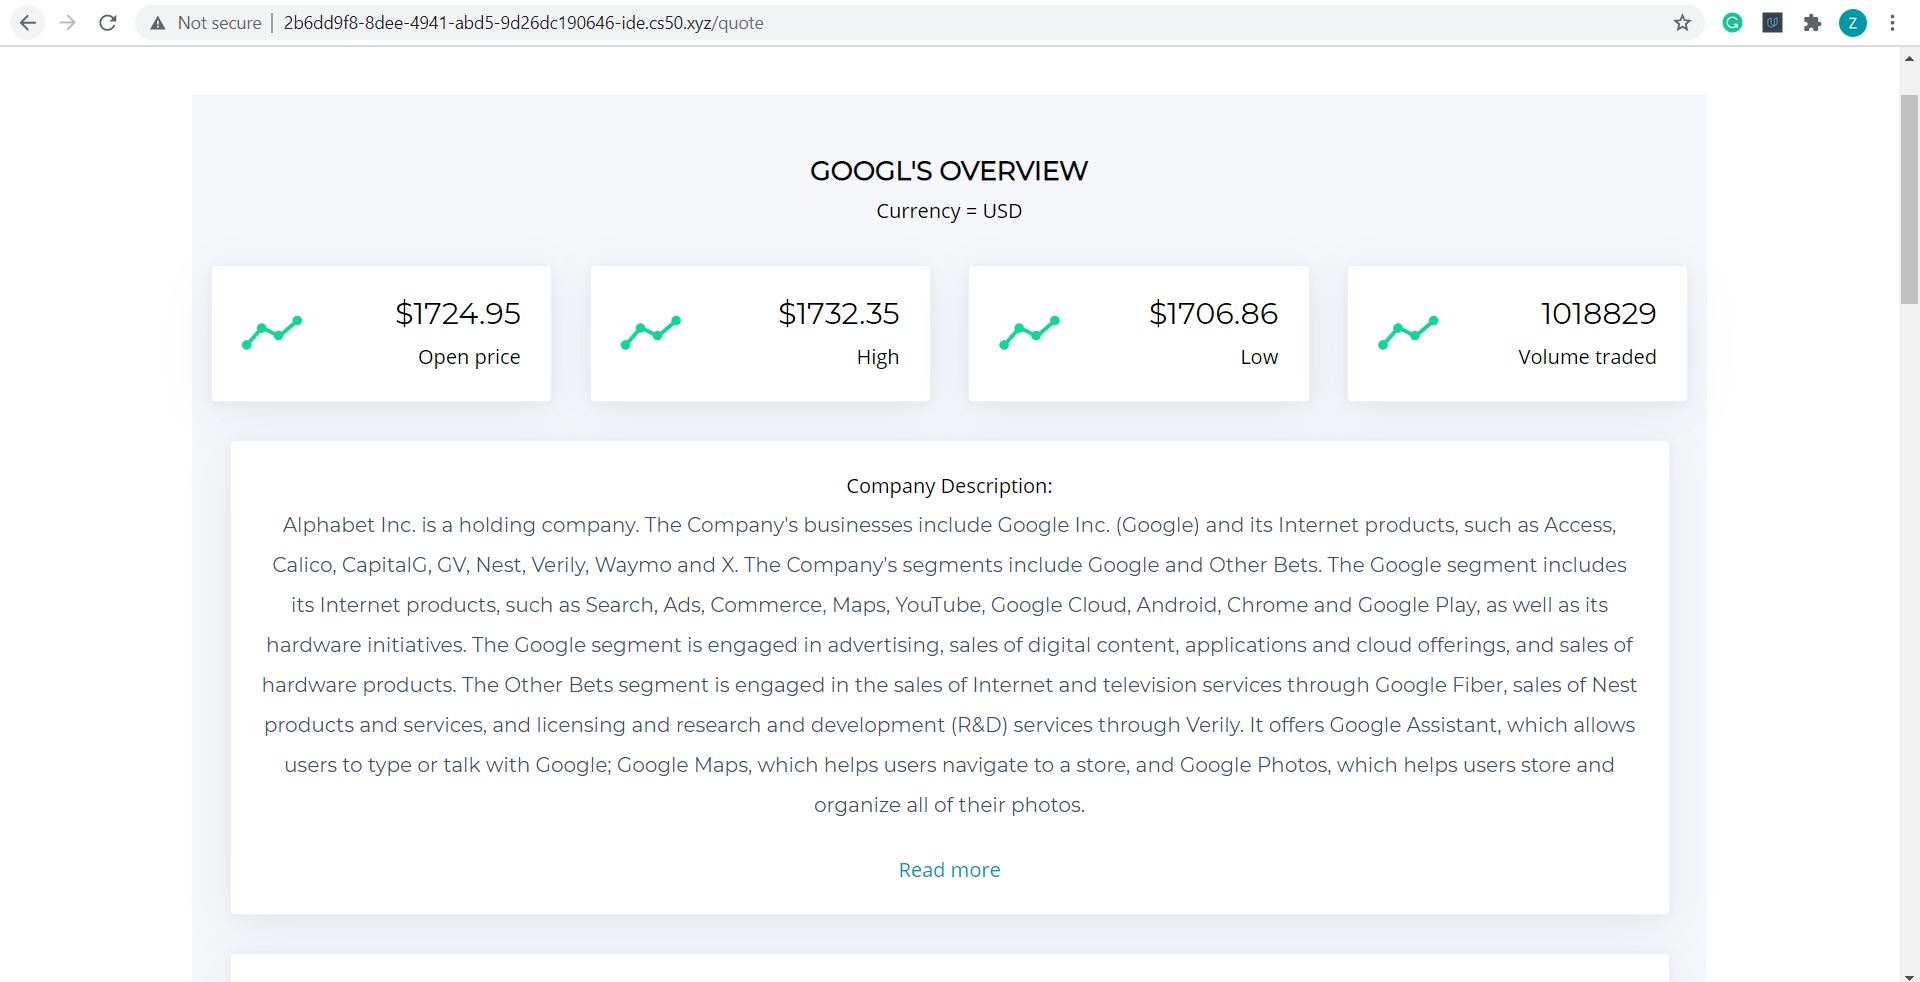 Not secure | 2b6dd9f8-8dee-4941-abd5-9d26dc190646-ide.cs50.xyz/quote
Z
GOOGL'S OVERVIEW
Currency = USD
$1724.95
Open price
$1732.35
High
$1706.86
Low
1018829
Volume traded
Company Description:
Alphabet Inc. is a holding company. The Company's businesses include Google Inc. (Google) and its Internet products, such as Access,
Calico, CapitalG, GV, Nest, Verily, Waymo and X. The Company's segments include Google and Other Bets. The Google segment includes
its Internet products, such as Search, Ads, Commerce, Maps, YouTube, Google Cloud, Android, Chrome and Google Play, as well as its
hardware initiatives. The Google segment is engaged in advertising, sales of digital content, applications and cloud offerings, and sales of
hardware products. The Other Bets segment is engaged in the sales of Internet and television services through Google Fiber, sales of Nest
products and services, and licensing and research and development (R&D) services through Verily. It offers Google Assistant, which allows
users to type or talk with Google; Google Maps, which helps users navigate to a store, and Google Photos, which helps users store and
organize all of their photos.
Read more